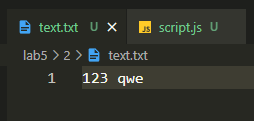 text.txt U script.js U
lab5 > 2 > text.txt
1 123 qwe